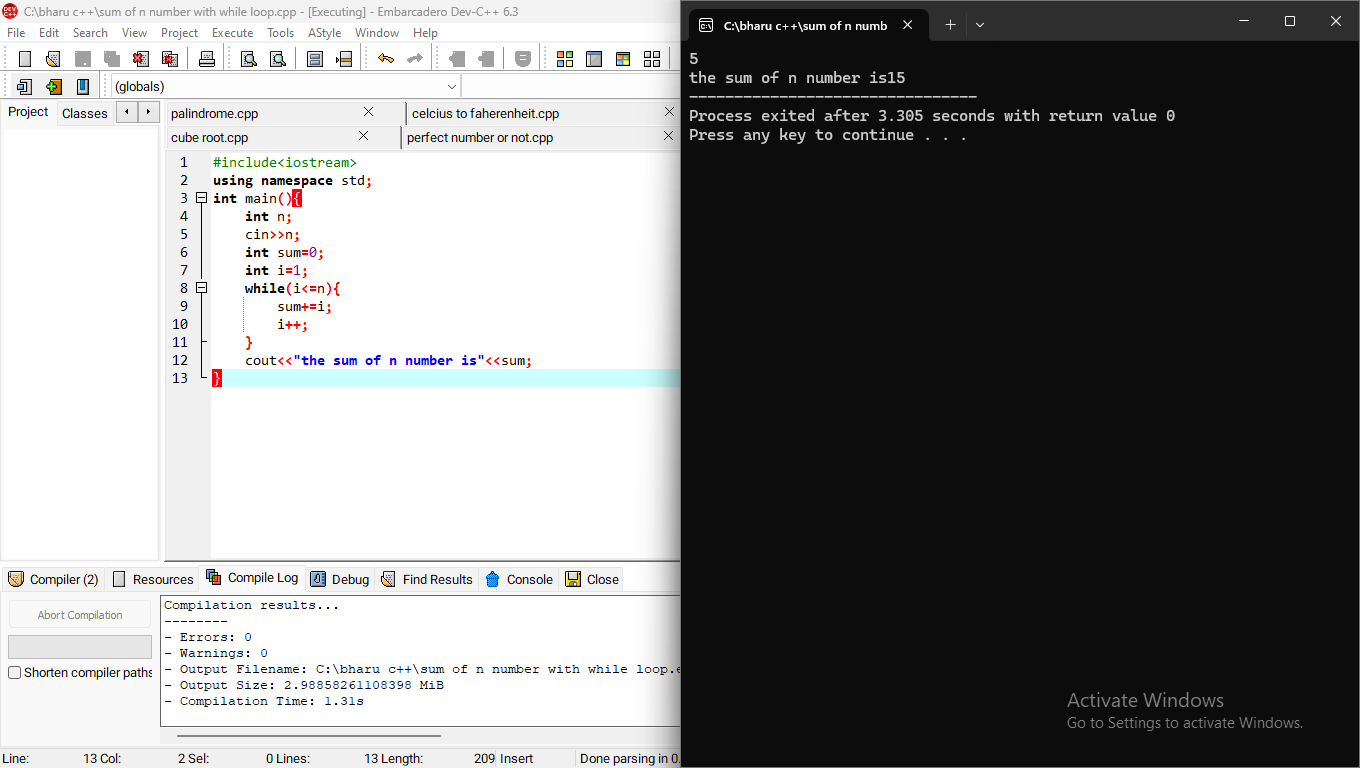 C:\bharu c++\sum of n number with while loop.cpp - [Executing] - Embarcadero Dev-C++ 6.3
File Edit Search View Project Execute Tools AStyle Window Help
(globals)
Project Classes
palindrome.cpp celcius to faherenheit.cpp
cube root.cpp perfect number or not.cpp
1 #include<iostream>
2 using namespace std;
3 int main(){
4 int n;
5 cin>>n;
6 int sum=0;
7 int i=1;
8 while(i<=n){
9 sum+=i;
10 i++;
11 }
12 cout<<"the sum of n number is"<<sum;
13 }
Compiler (2) Resources Compile Log Debug Find Results Console Close
Abort Compilation
Shorten compiler paths
Compilation results...
--------
- Errors: 0
- Warnings: 0
- Output Filename: C:\bharu c++\sum of n number with while loop.e
- Output Size: 2.98858261108398 MiB
- Compilation Time: 1.31s
Line: 13 Col: 2 Sel: 0 Lines: 13 Length: 209 Insert Done parsing in 0.
C:\bharu c++\sum of n numb
5
the sum of n number is15
--------------------------------
Process exited after 3.305 seconds with return value 0
Press any key to continue . . .
Activate Windows
Go to Settings to activate Windows.